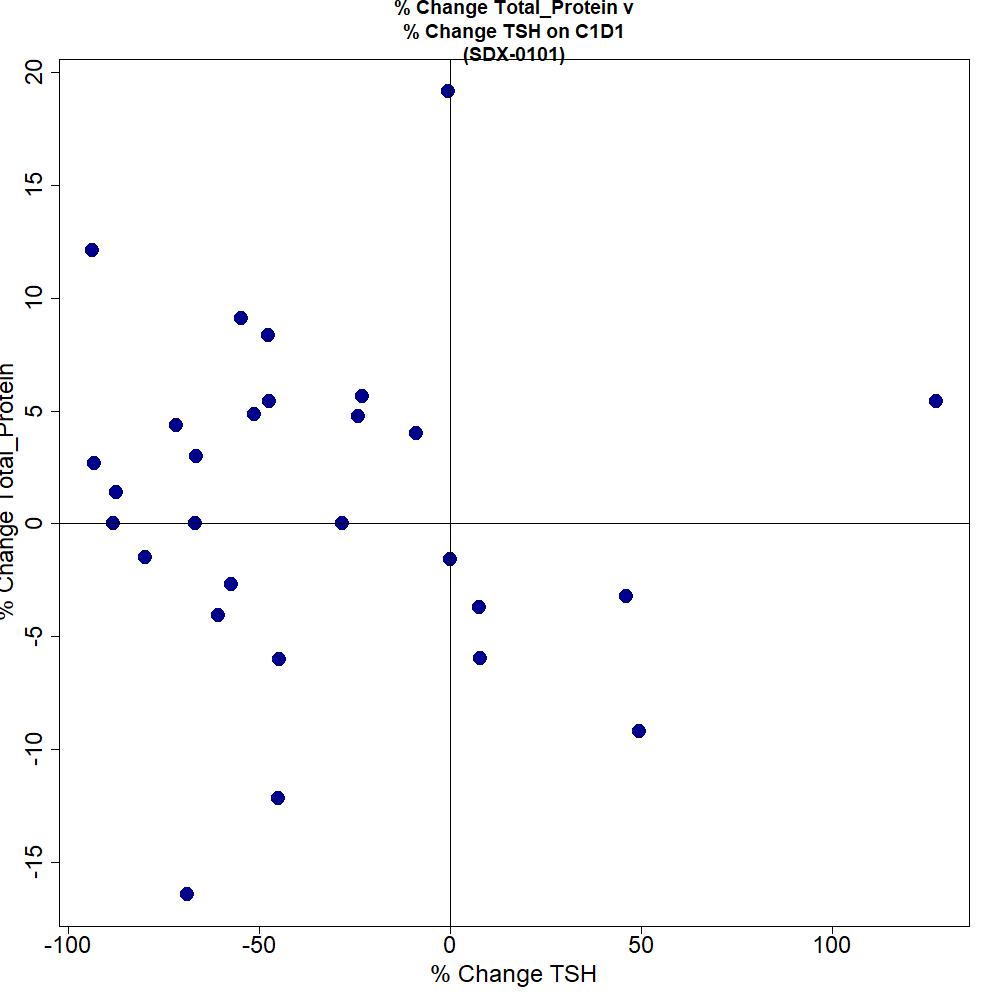 % Change Total_Protein v
% Change TSH on C1D1
(SDX-0101)
20
15
10
5
0
-5
-10
-15
% Change Total_Protein
-100
-50
0
50
100
% Change TSH